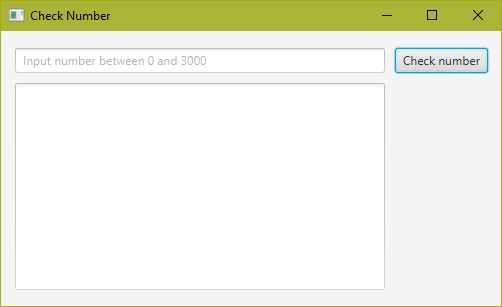 Check Number
Input number between 0 and 3000
Check number